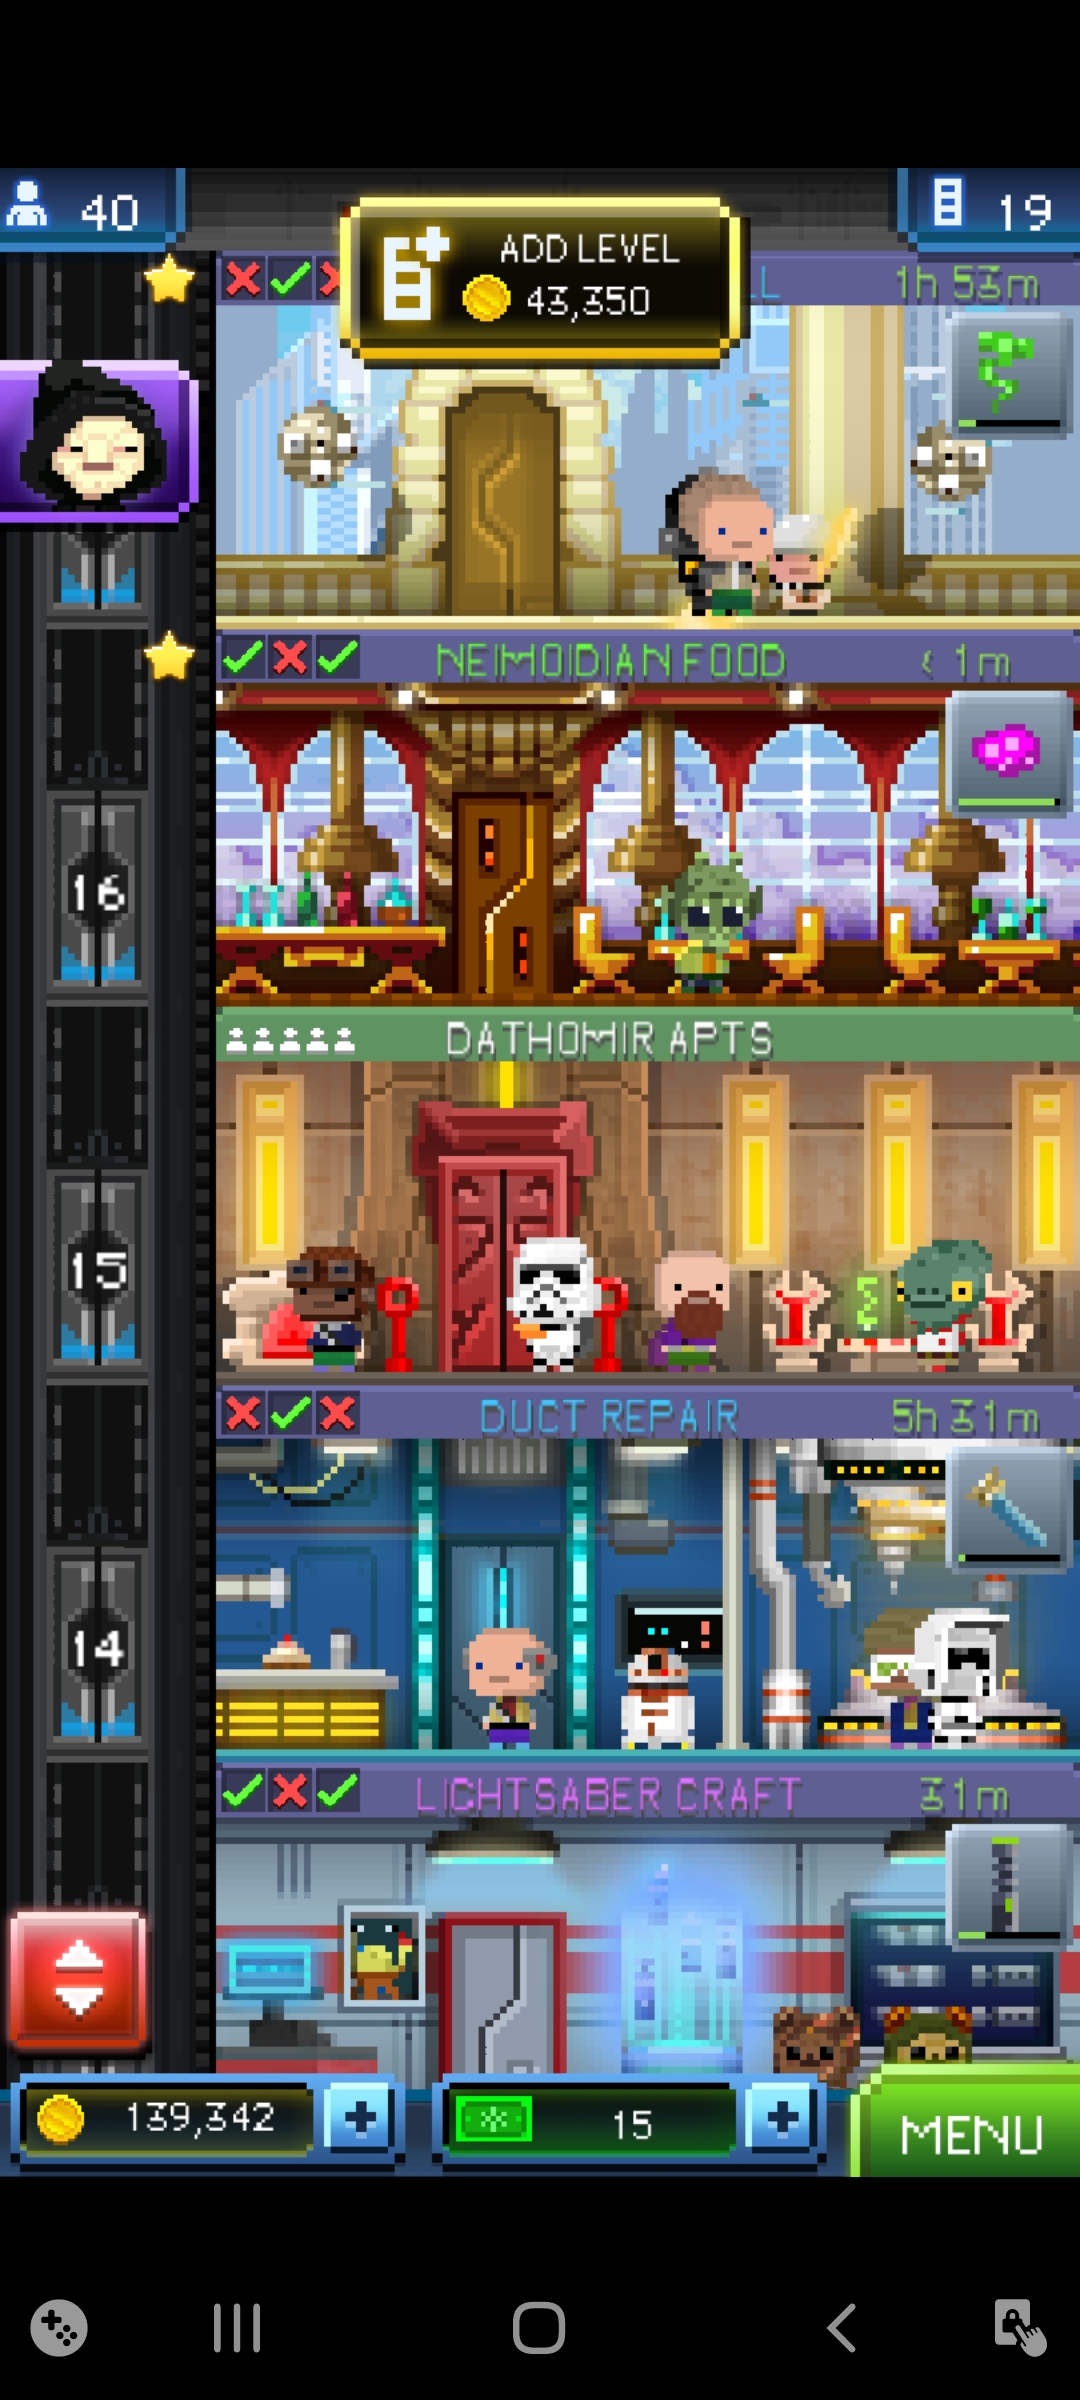 40
ADD LEVEL
43,350
19
LL 1h 53m
NEIMOIDIAN FOOD < 1m
16
DATHOMIR APTS
15
DUCT REPAIR 5h 31m
14
LIGHTSABER CRAFT 31m
139,342 + 15 + MENU